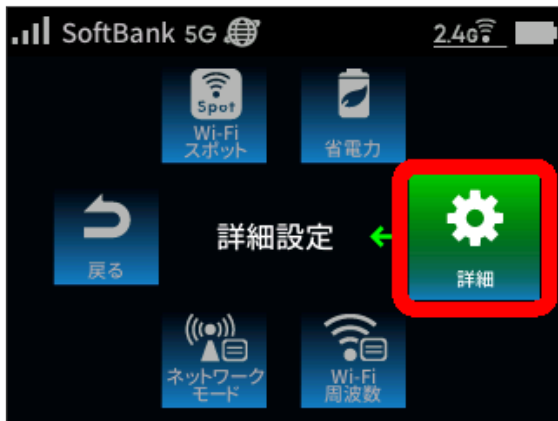 SoftBank 5G
2.4G
Spot
Wi-Fi
スポット
省電力
戻る
詳細設定
詳細
ネットワーク
モード
Wi-Fi
周波数